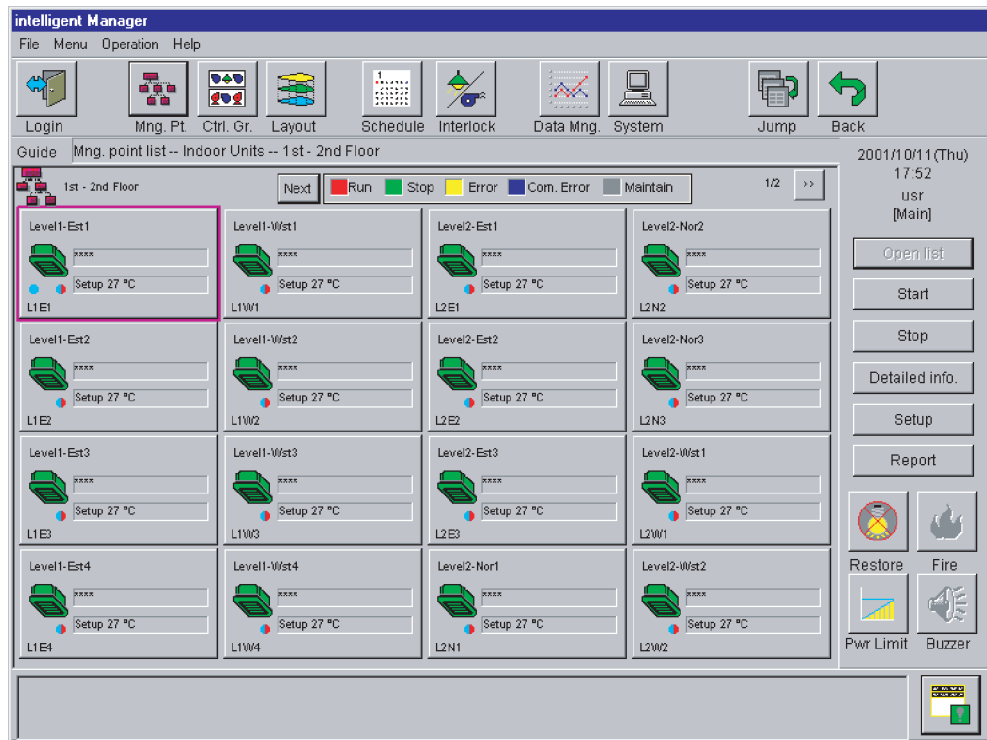 intelligent Manager
File Menu Operation Help
Login Mng. Pt. Ctrl. Gr. Layout Schedule Interlock Data Mng. System Jump Back
Guide Mng. point list -- Indoor Units -- 1st - 2nd Floor
2001/10/11(Thu)
17:52
usr
[Main]
1st - 2nd Floor Next Run Stop Error Com. Error Maintain 1/2 >>
Level1-Est1 Level1-Wst1 Level2-Est1 Level2-Nor2
**** **** **** ****
Setup 27 °C Setup 27 °C Setup 27 °C Setup 27 °C
L1E1 L1W1 L2E1 L2N2
Level1-Est2 Level1-Wst2 Level2-Est2 Level2-Nor3
**** **** **** ****
Setup 27 °C Setup 27 °C Setup 27 °C Setup 27 °C
L1E2 L1W2 L2E2 L2N3
Level1-Est3 Level1-Wst3 Level2-Est3 Level2-Wst1
**** **** **** ****
Setup 27 °C Setup 27 °C Setup 27 °C Setup 27 °C
L1E3 L1W3 L2E3 L2W1
Level1-Est4 Level1-Wst4 Level2-Nor1 Level2-Wst2
**** **** **** ****
Setup 27 °C Setup 27 °C Setup 27 °C Setup 27 °C
L1E4 L1W4 L2N1 L2W2
Open list
Start
Stop
Detailed info.
Setup
Report
Restore Fire
Pwr Limit Buzzer